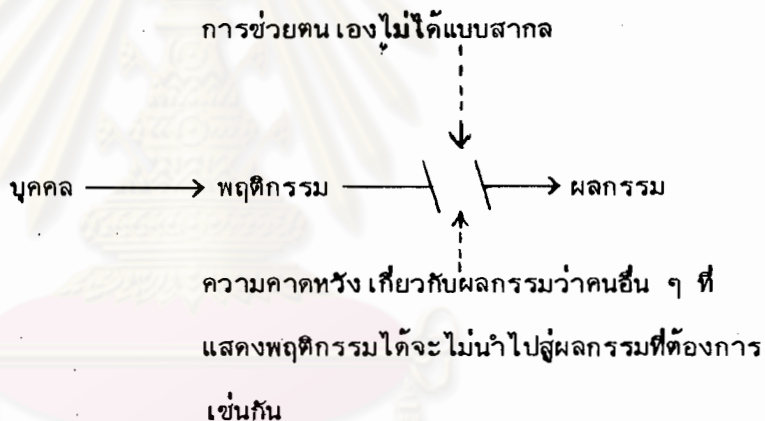 การช่วยตนเองไม่ได้แบบสากล
บุคคล พฤติกรรม ผลกรรม
ความคาดหวังเกี่ยวกับผลกรรมว่าคนอื่น ๆ ที่
แสดงพฤติกรรมได้จะไม่นำไปสู่ผลกรรมที่ต้องการ
เช่นกัน